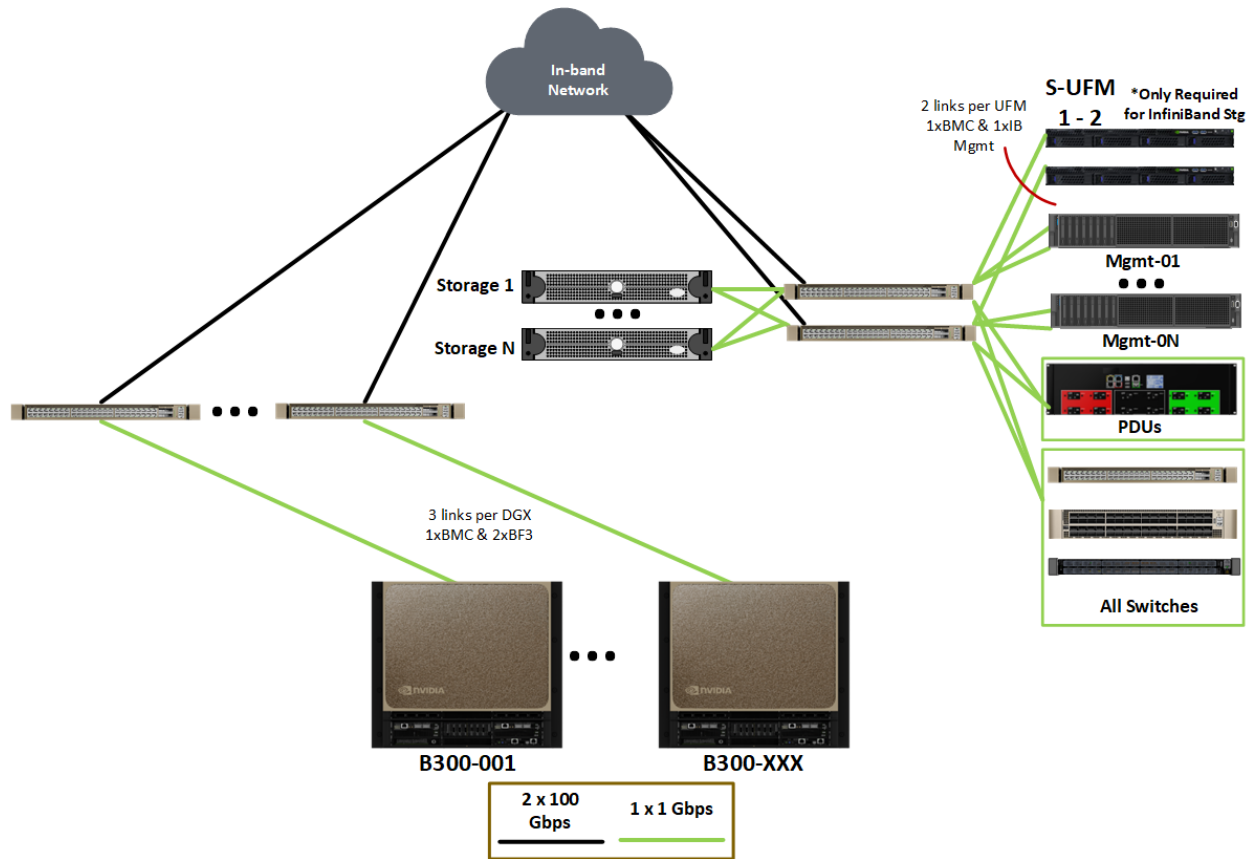 In-band
Network
S-UFM
1 - 2
*Only Required
for InfiniBand Stg
2 links per UFM
1xBMC & 1xIB
Mgmt
Mgmt-01
Storage 1
Storage N
Mgmt-0N
PDUs
3 links per DGX
1xBMC & 2xBF3
All Switches
NVIDIA
NVIDIA
B300-001
B300-XXX
2 x 100
Gbps
1 x 1 Gbps